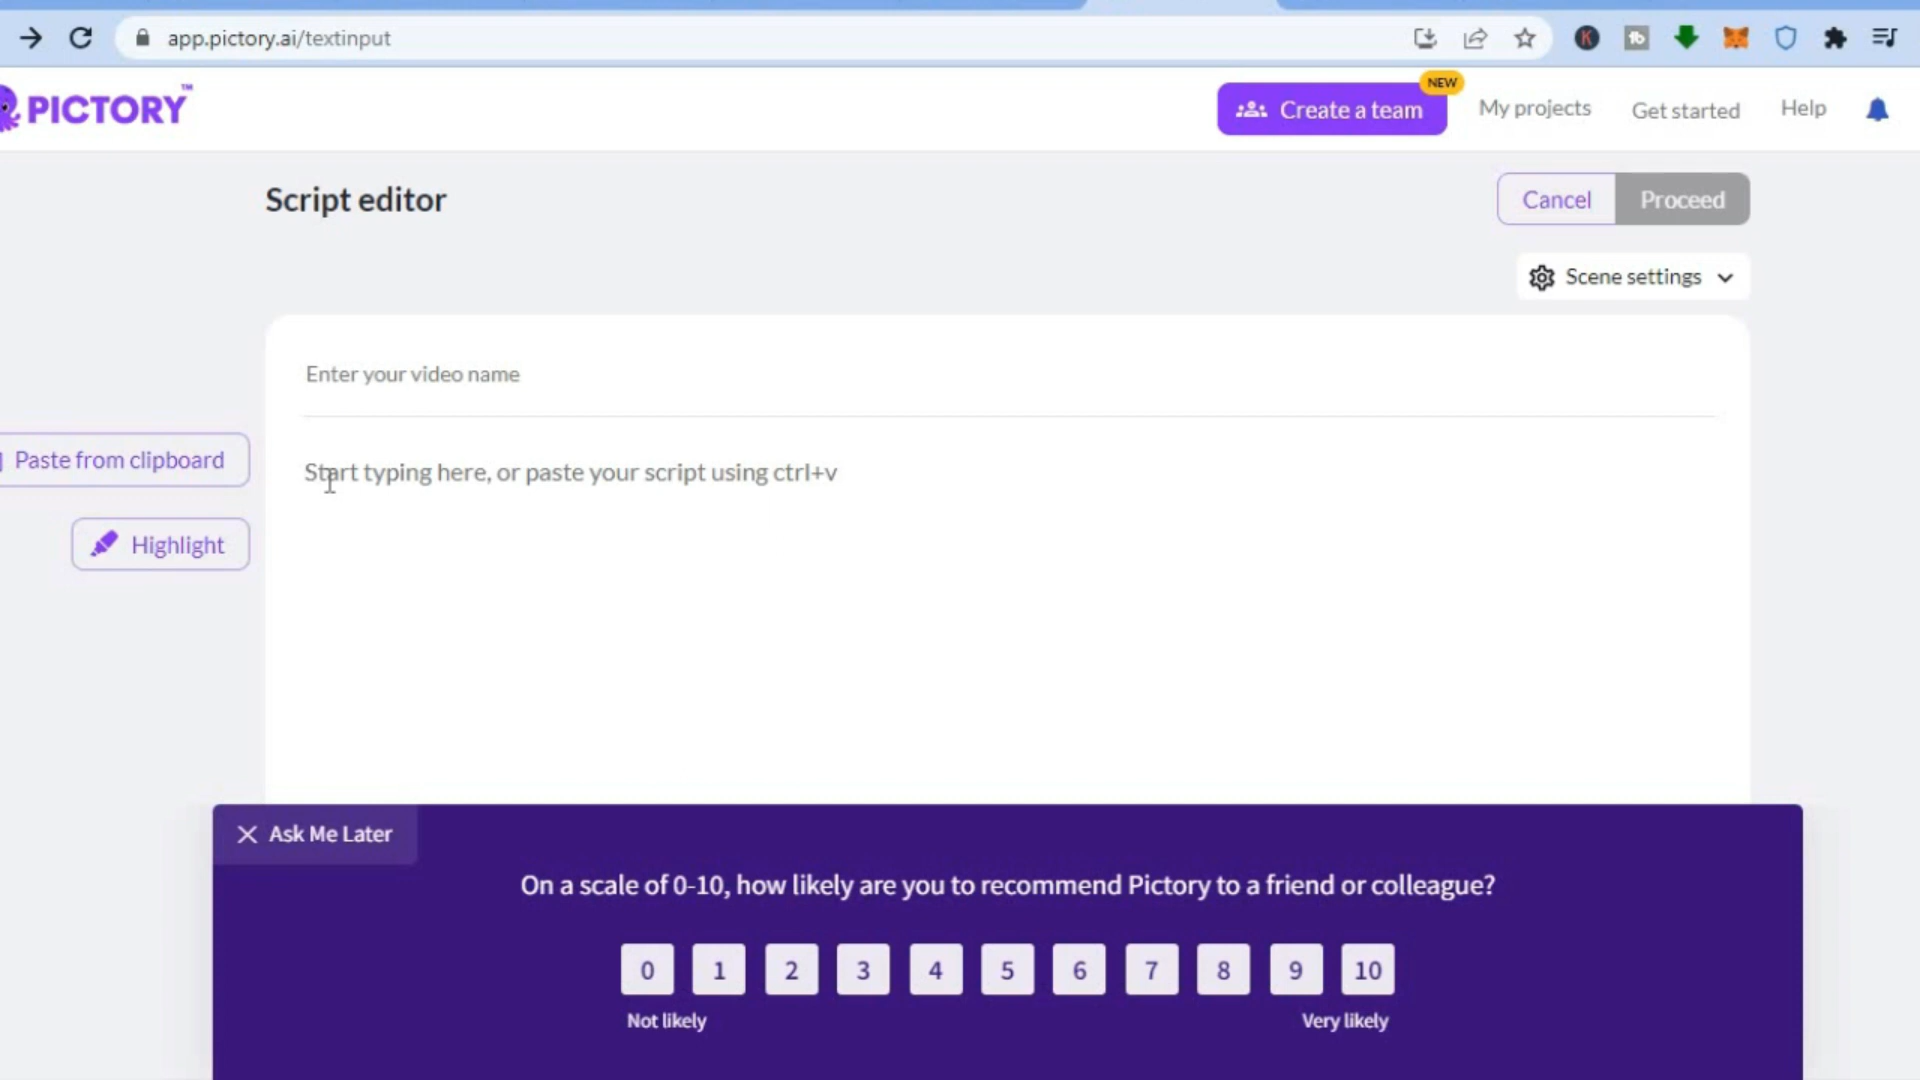 app.pictory.ai/textinput
PICTORY™
NEW
Create a team
My projects
Get started
Help
Script editor
Cancel
Proceed
Scene settings
Enter your video name
Paste from clipboard
Start typing here, or paste your script using ctrl+v
Highlight
Ask Me Later
On a scale of 0-10, how likely are you to recommend Pictory to a friend or colleague?
0 1 2 3 4 5 6 7 8 9 10
Not likely
Very likely